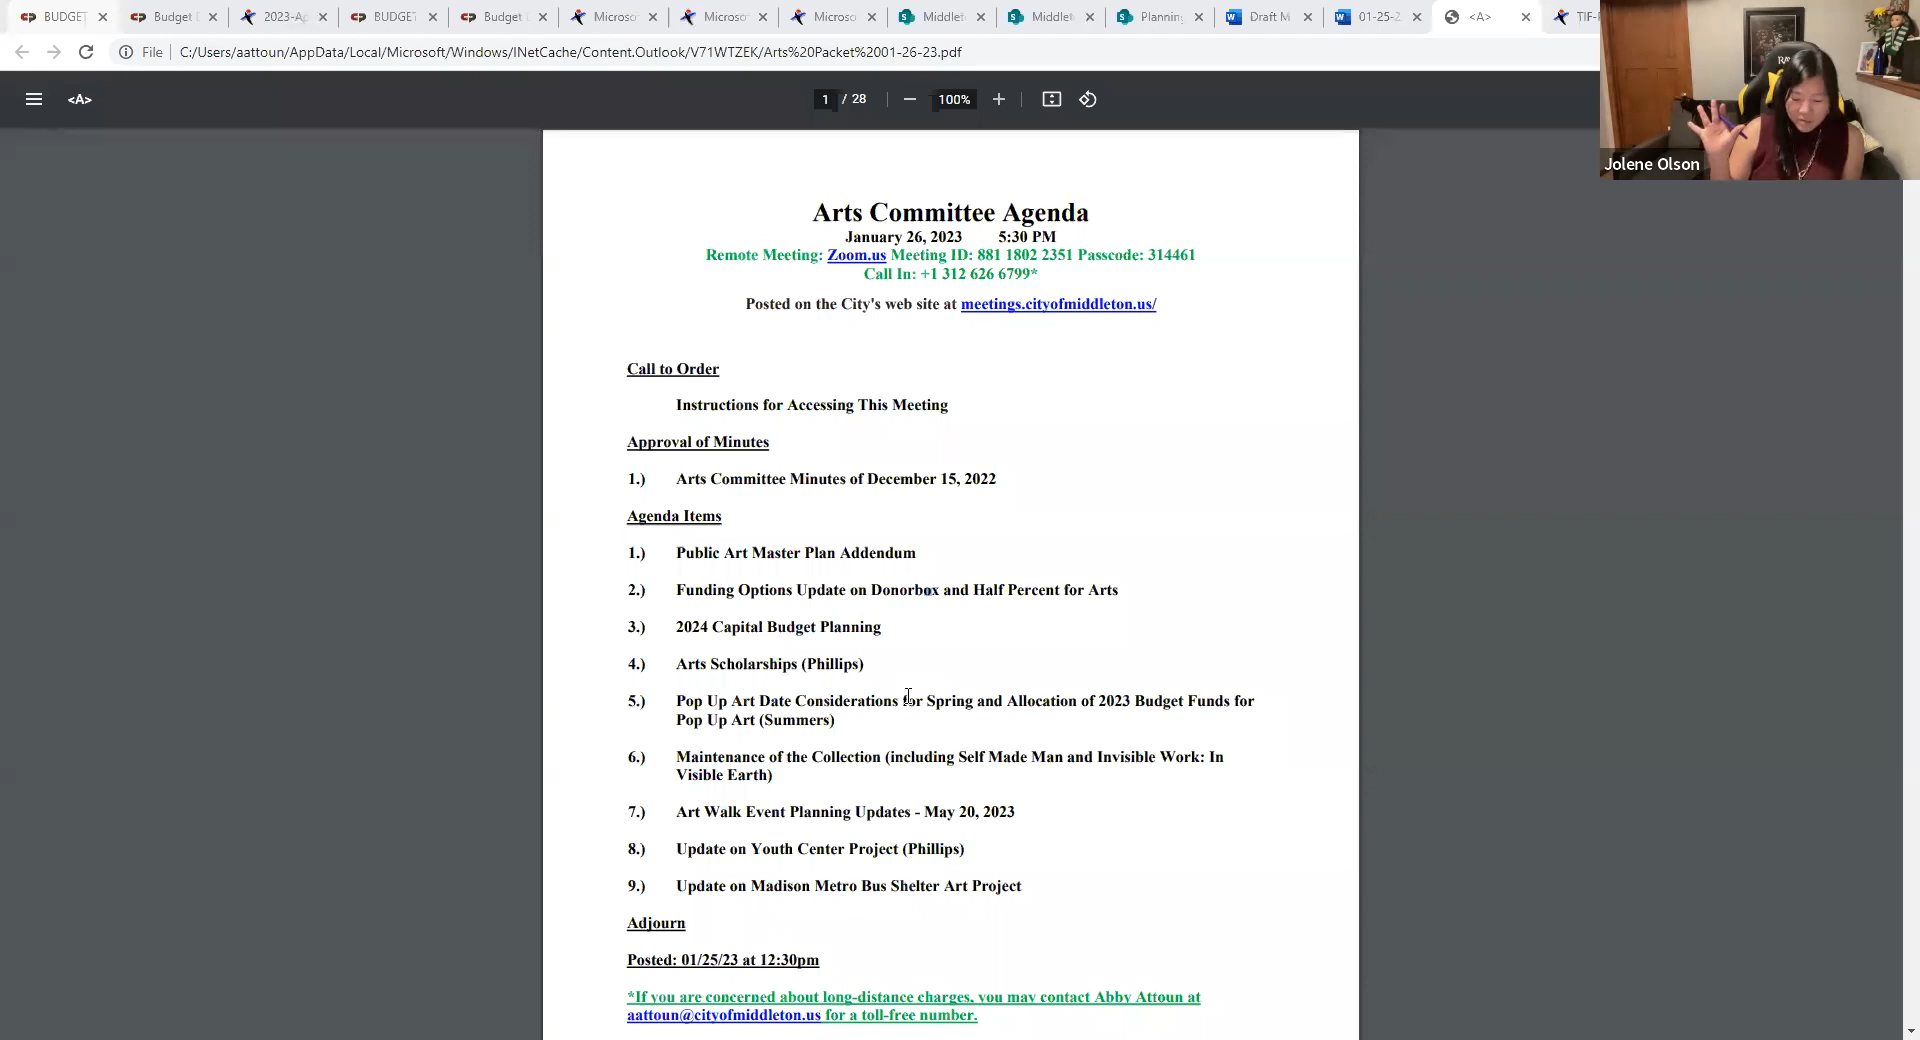 BUDGET
Budget
2023-A
BUDGET
Budget
Microso
Microso
Microso
Middlet
Middlet
Planning
Draft M
01-25-2
<A>
TIF-
File
C:/Users/aattoun/AppData/Local/Microsoft/Windows/INetCache/Content.Outlook/V71WTZEK/Arts%20Packet%2001-26-23.pdf
<A>
1 / 28
100%
Jolene Olson
Arts Committee Agenda
January 26, 2023 5:30 PM
Remote Meeting: Zoom.us Meeting ID: 881 1802 2351 Passcode: 314461
Call In: +1 312 626 6799*
Posted on the City's web site at meetings.cityofmiddleton.us/
Call to Order
Instructions for Accessing This Meeting
Approval of Minutes
1.) Arts Committee Minutes of December 15, 2022
Agenda Items
1.) Public Art Master Plan Addendum
2.) Funding Options Update on Donorbox and Half Percent for Arts
3.) 2024 Capital Budget Planning
4.) Arts Scholarships (Phillips)
5.) Pop Up Art Date Considerations for Spring and Allocation of 2023 Budget Funds for
Pop Up Art (Summers)
6.) Maintenance of the Collection (including Self Made Man and Invisible Work: In
Visible Earth)
7.) Art Walk Event Planning Updates - May 20, 2023
8.) Update on Youth Center Project (Phillips)
9.) Update on Madison Metro Bus Shelter Art Project
Adjourn
Posted: 01/25/23 at 12:30pm
*If you are concerned about long-distance charges, you may contact Abby Attoun at
aattoun@cityofmiddleton.us for a toll-free number.